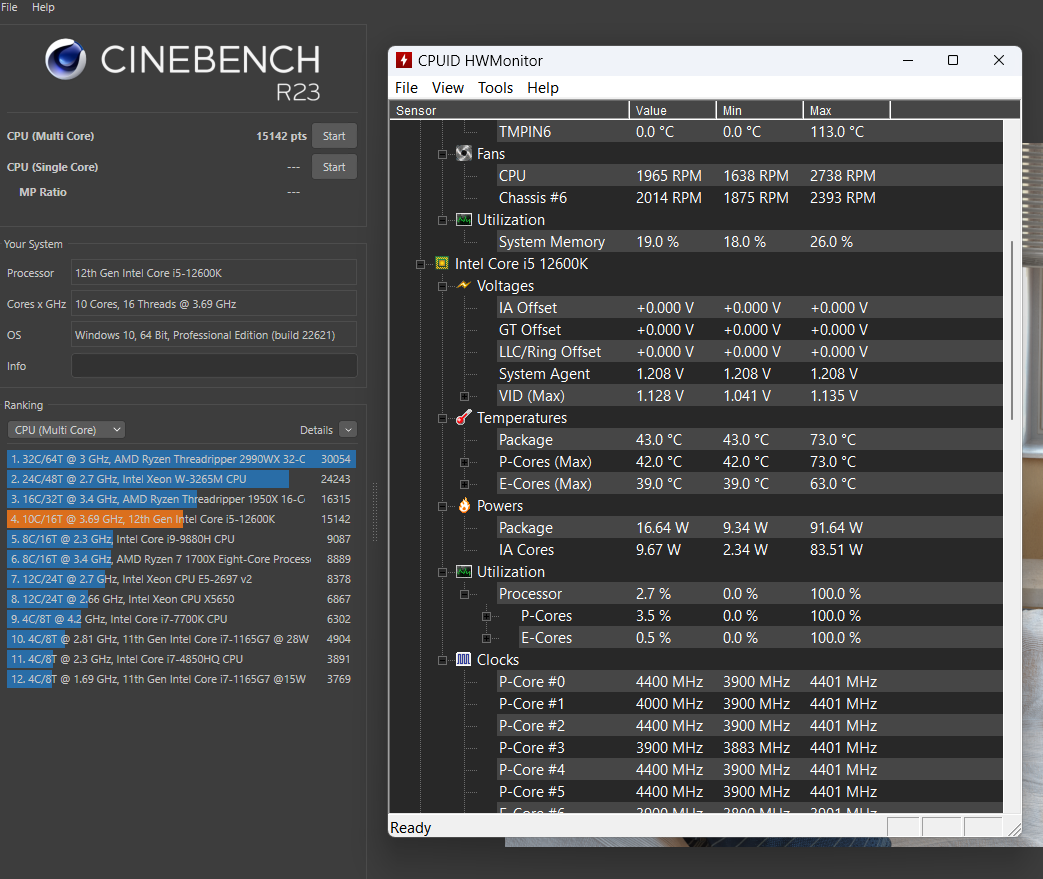 File Help
CINEBENCH
R23
CPU (Multi Core) 15142 pts Start
CPU (Single Core) --- Start
MP Ratio ---
Your System
Processor 12th Gen Intel Core i5-12600K
Cores x GHz 10 Cores, 16 Threads @ 3.69 GHz
OS Windows 10, 64 Bit, Professional Edition (build 22621)
Info
Ranking
CPU (Multi Core) Details
1. 32C/64T @ 3 GHz, AMD Ryzen Threadripper 2990WX 32-C 30054
2. 24C/48T @ 2.7 GHz, Intel Xeon W-3265M CPU 24243
3. 16C/32T @ 3.4 GHz, AMD Ryzen Threadripper 1950X 16-C 16315
4. 10C/16T @ 3.69 GHz, 12th Gen Intel Core i5-12600K 15142
5. 8C/16T @ 2.3 GHz, Intel Core i9-9880H CPU 9087
6. 8C/16T @ 3.4 GHz, AMD Ryzen 7 1700X Eight-Core Process 8889
7. 12C/24T @ 2.7 GHz, Intel Xeon CPU E5-2697 v2 8378
8. 12C/24T @ 2.66 GHz, Intel Xeon CPU X5650 6867
9. 4C/8T @ 4.2 GHz, Intel Core i7-7700K CPU 6302
10. 4C/8T @ 2.81 GHz, 11th Gen Intel Core i7-1165G7 @ 28W 4904
11. 4C/8T @ 2.3 GHz, Intel Core i7-4850HQ CPU 3891
12. 4C/8T @ 1.69 GHz, 11th Gen Intel Core i7-1165G7 @15W 3769
CPUID HWMonitor
File View Tools Help
Sensor Value Min Max
TMPIN6 0.0 °C 0.0 °C 113.0 °C
Fans
CPU 1965 RPM 1638 RPM 2738 RPM
Chassis #6 2014 RPM 1875 RPM 2393 RPM
Utilization
System Memory 19.0 % 18.0 % 26.0 %
Intel Core i5 12600K
Voltages
IA Offset +0.000 V +0.000 V +0.000 V
GT Offset +0.000 V +0.000 V +0.000 V
LLC/Ring Offset +0.000 V +0.000 V +0.000 V
System Agent 1.208 V 1.208 V 1.208 V
VID (Max) 1.128 V 1.041 V 1.135 V
Temperatures
Package 43.0 °C 43.0 °C 73.0 °C
P-Cores (Max) 42.0 °C 42.0 °C 73.0 °C
E-Cores (Max) 39.0 °C 39.0 °C 63.0 °C
Powers
Package 16.64 W 9.34 W 91.64 W
IA Cores 9.67 W 2.34 W 83.51 W
Utilization
Processor 2.7 % 0.0 % 100.0 %
P-Cores 3.5 % 0.0 % 100.0 %
E-Cores 0.5 % 0.0 % 100.0 %
Clocks
P-Core #0 4400 MHz 3900 MHz 4401 MHz
P-Core #1 4000 MHz 3900 MHz 4401 MHz
P-Core #2 4400 MHz 3900 MHz 4401 MHz
P-Core #3 3900 MHz 3883 MHz 4401 MHz
P-Core #4 4400 MHz 3900 MHz 4401 MHz
P-Core #5 4400 MHz 3900 MHz 4401 MHz
Ready